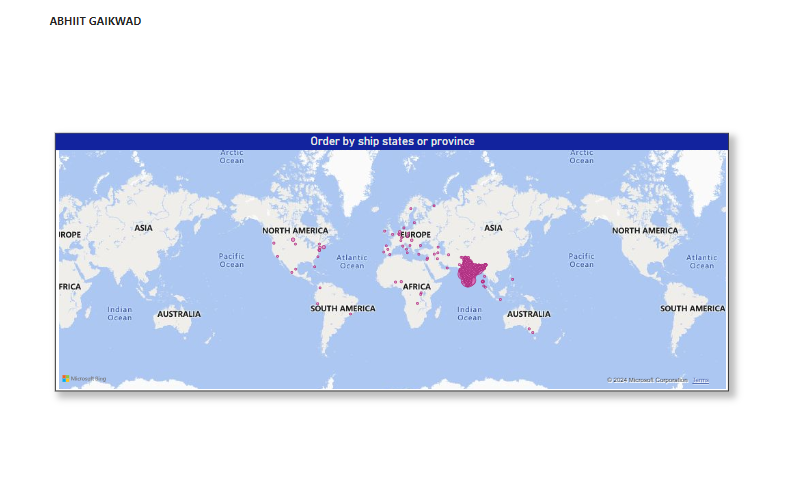 ABHIIT GAIKWAD
Order by ship states or province
Arctic Ocean
Arctic Ocean
ASIA
NORTH AMERICA
EUROPE
ASIA
NORTH AMERICA
ROPE
Pacific Ocean
Atlantic Ocean
Pacific Ocean
Atlantic Ocean
FRICA
AFRICA
Indian Ocean
AUSTRALIA
SOUTH AMERICA
Indian Ocean
AUSTRALIA
SOUTH AMERICA
Microsoft Bing
© 2024 Microsoft Corporation Terms